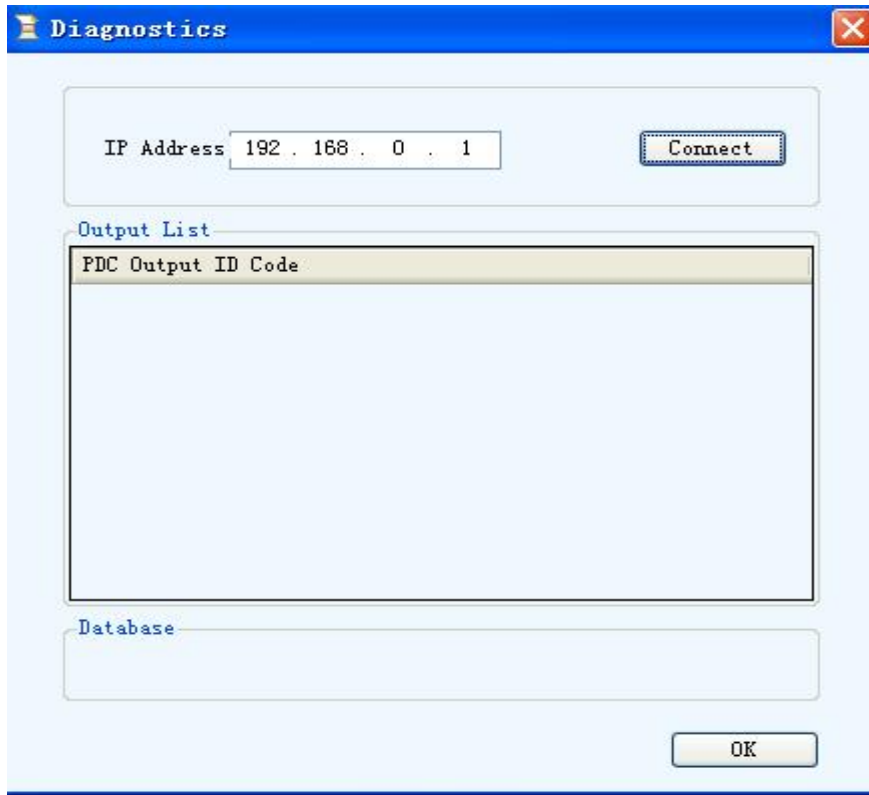 Diagnostics
IP Address 192 . 168 . 0 . 1 Connect
Output List
PDC Output ID Code
Database
OK